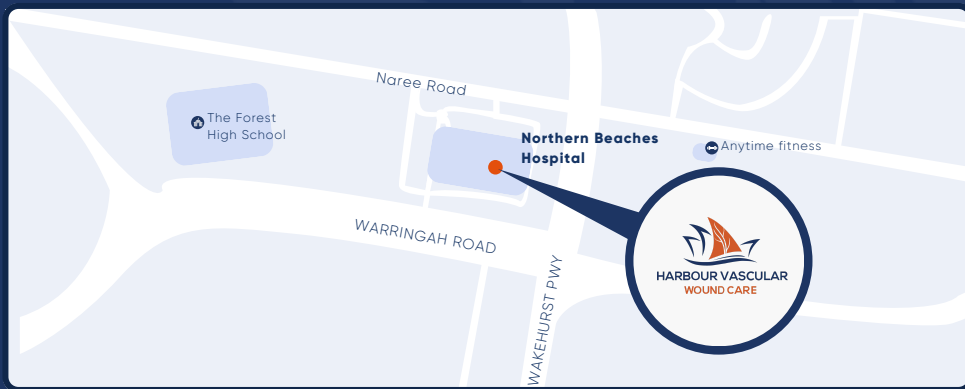 Naree Road
The Forest
High School
Northern Beaches
Hospital
Anytime fitness
WARRINGAH ROAD
WAKEHURST PWY
HARBOUR VASCULAR
WOUND CARE